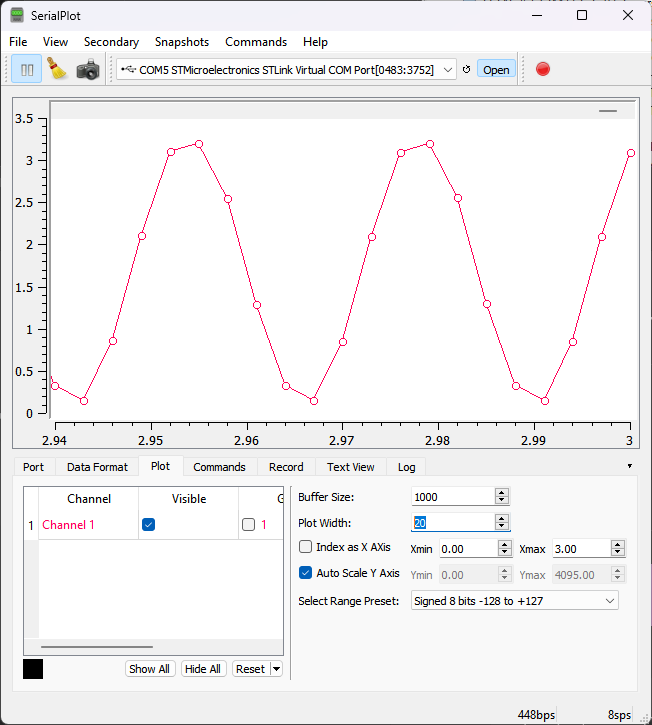 SerialPlot
File View Secondary Snapshots Commands Help
COM5 STMicroelectronics STLink Virtual COM Port[0483:3752] Open
3.5
3
2.5
2
1.5
1
0.5
0
2.94 2.95 2.96 2.97 2.98 2.99 3
Port Data Format Plot Commands Record Text View Log
Channel Visible G
1 Channel 1 1
Buffer Size: 1000
Plot Width: 20
Index as X AXis Xmin 0.00 Xmax 3.00
Auto Scale Y Axis Ymin 0.00 Ymax 4095.00
Select Range Preset: Signed 8 bits -128 to +127
Show All Hide All Reset
448bps 8sps